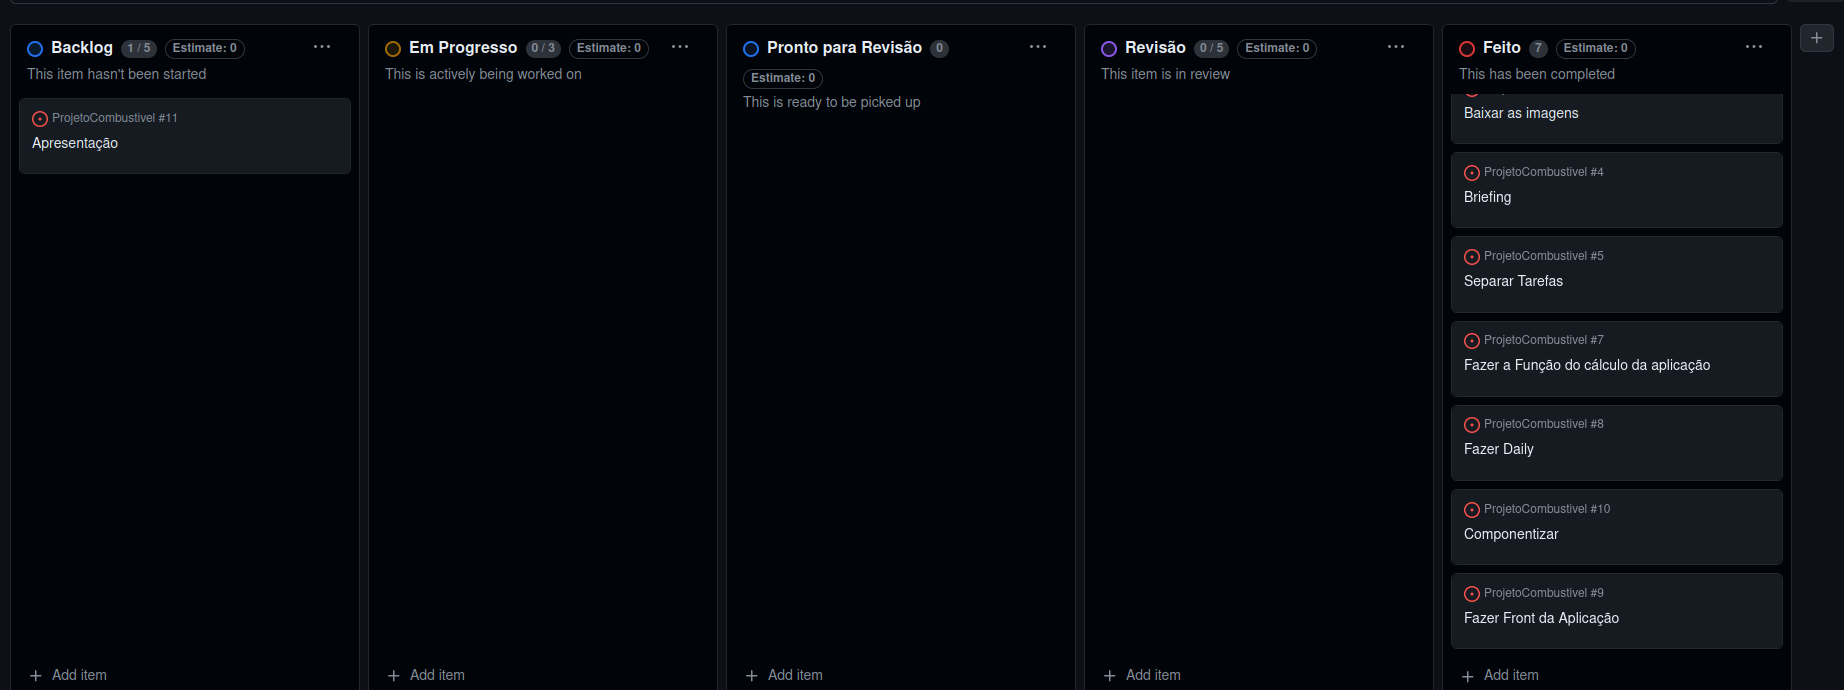 Backlog 1 / 5 Estimate: 0
This item hasn't been started
ProjetoCombustivel #11
Apresentação
Add item
Em Progresso 0 / 3 Estimate: 0
This is actively being worked on
Add item
Pronto para Revisão 0
Estimate: 0
This is ready to be picked up
Add item
Revisão 0 / 5 Estimate: 0
This item is in review
Add item
Feito 7 Estimate: 0
This has been completed
Baixar as imagens
ProjetoCombustivel #4
Briefing
ProjetoCombustivel #5
Separar Tarefas
ProjetoCombustivel #7
Fazer a Função do cálculo da aplicação
ProjetoCombustivel #8
Fazer Daily
ProjetoCombustivel #10
Componentizar
ProjetoCombustivel #9
Fazer Front da Aplicação
Add item